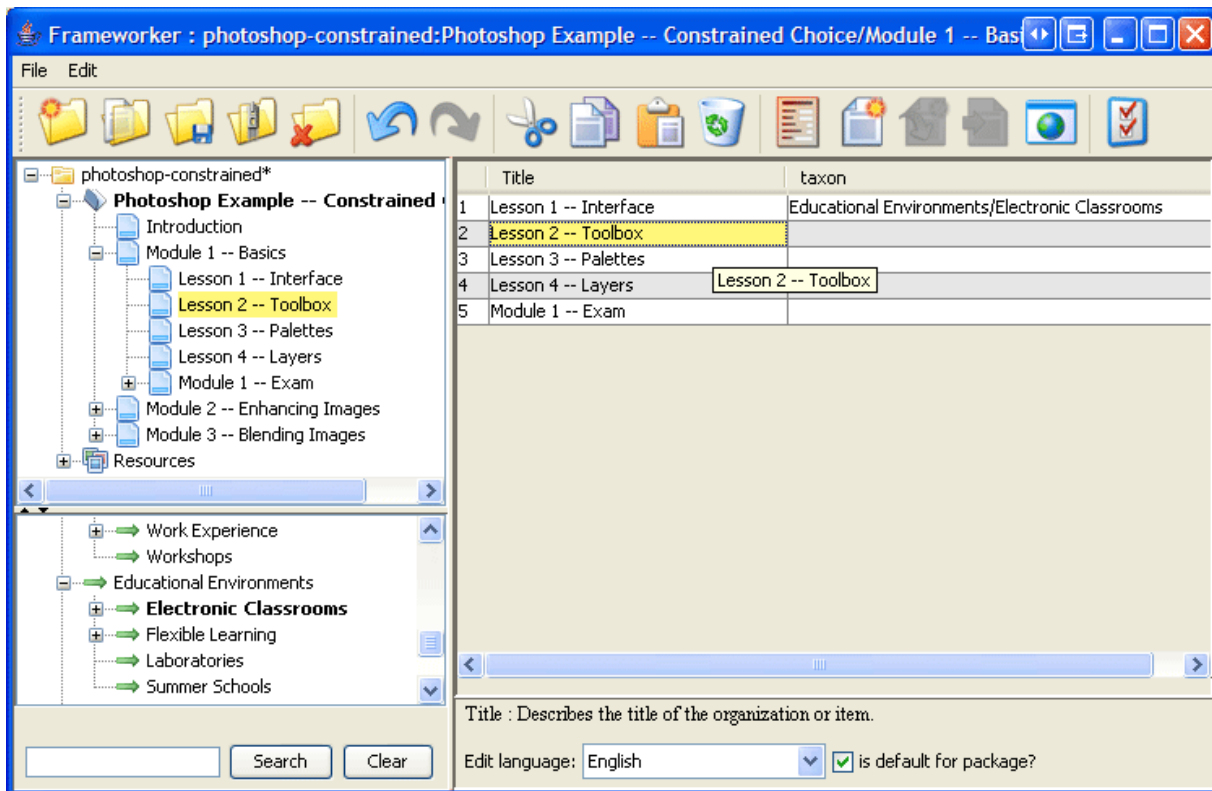 Frameworker : photoshop-constrained:Photoshop Example -- Constrained Choice/Module 1 -- Basi
File Edit
photoshop-constrained*
Photoshop Example -- Constrained
Introduction
Module 1 -- Basics
Lesson 1 -- Interface
Lesson 2 -- Toolbox
Lesson 3 -- Palettes
Lesson 4 -- Layers
Module 1 -- Exam
Module 2 -- Enhancing Images
Module 3 -- Blending Images
Resources
Work Experience
Workshops
Educational Environments
Electronic Classrooms
Flexible Learning
Laboratories
Summer Schools
Search Clear
Title taxon
1 Lesson 1 -- Interface Educational Environments/Electronic Classrooms
2 Lesson 2 -- Toolbox
3 Lesson 3 -- Palettes
Lesson 2 -- Toolbox
4 Lesson 4 -- Layers
5 Module 1 -- Exam
Title : Describes the title of the organization or item.
Edit language: English is default for package?